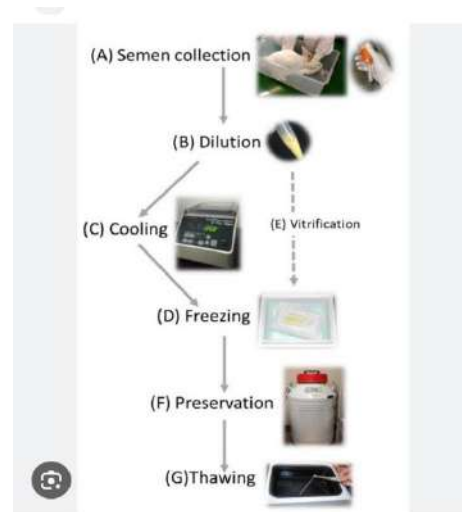 (A) Semen collection
(B) Dilution
(C) Cooling
(E) Vitrification
(D) Freezing
(F) Preservation
(G)Thawing